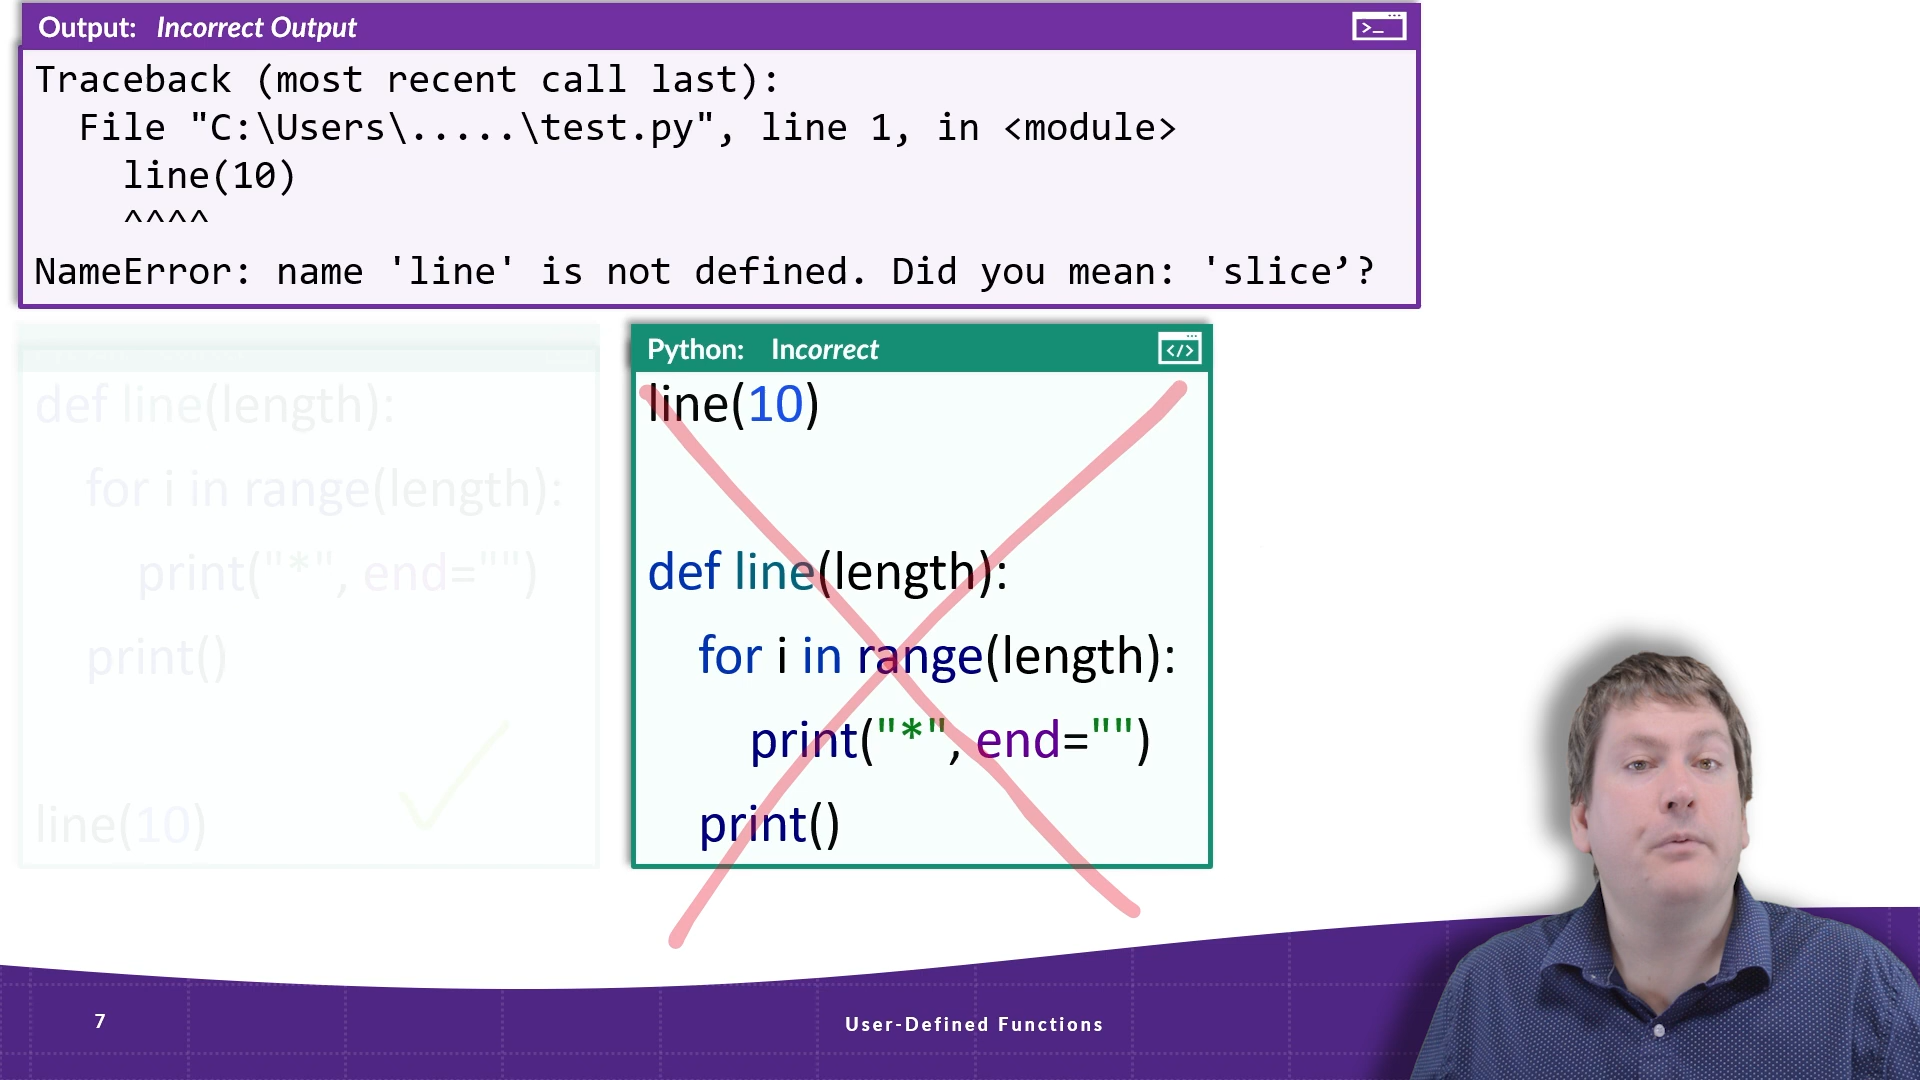 Output: Incorrect Output
Traceback (most recent call last):
  File "C:\Users\.....\test.py", line 1, in <module>
    line(10)
    ^^^^
NameError: name 'line' is not defined. Did you mean: 'slice’?
def line(length):
    for i in range(length):
        print("*", end="")
    print()
line(10)
Python: Incorrect
line(10)
def line(length):
    for i in range(length):
        print("*", end="")
    print()
7
User-Defined Functions